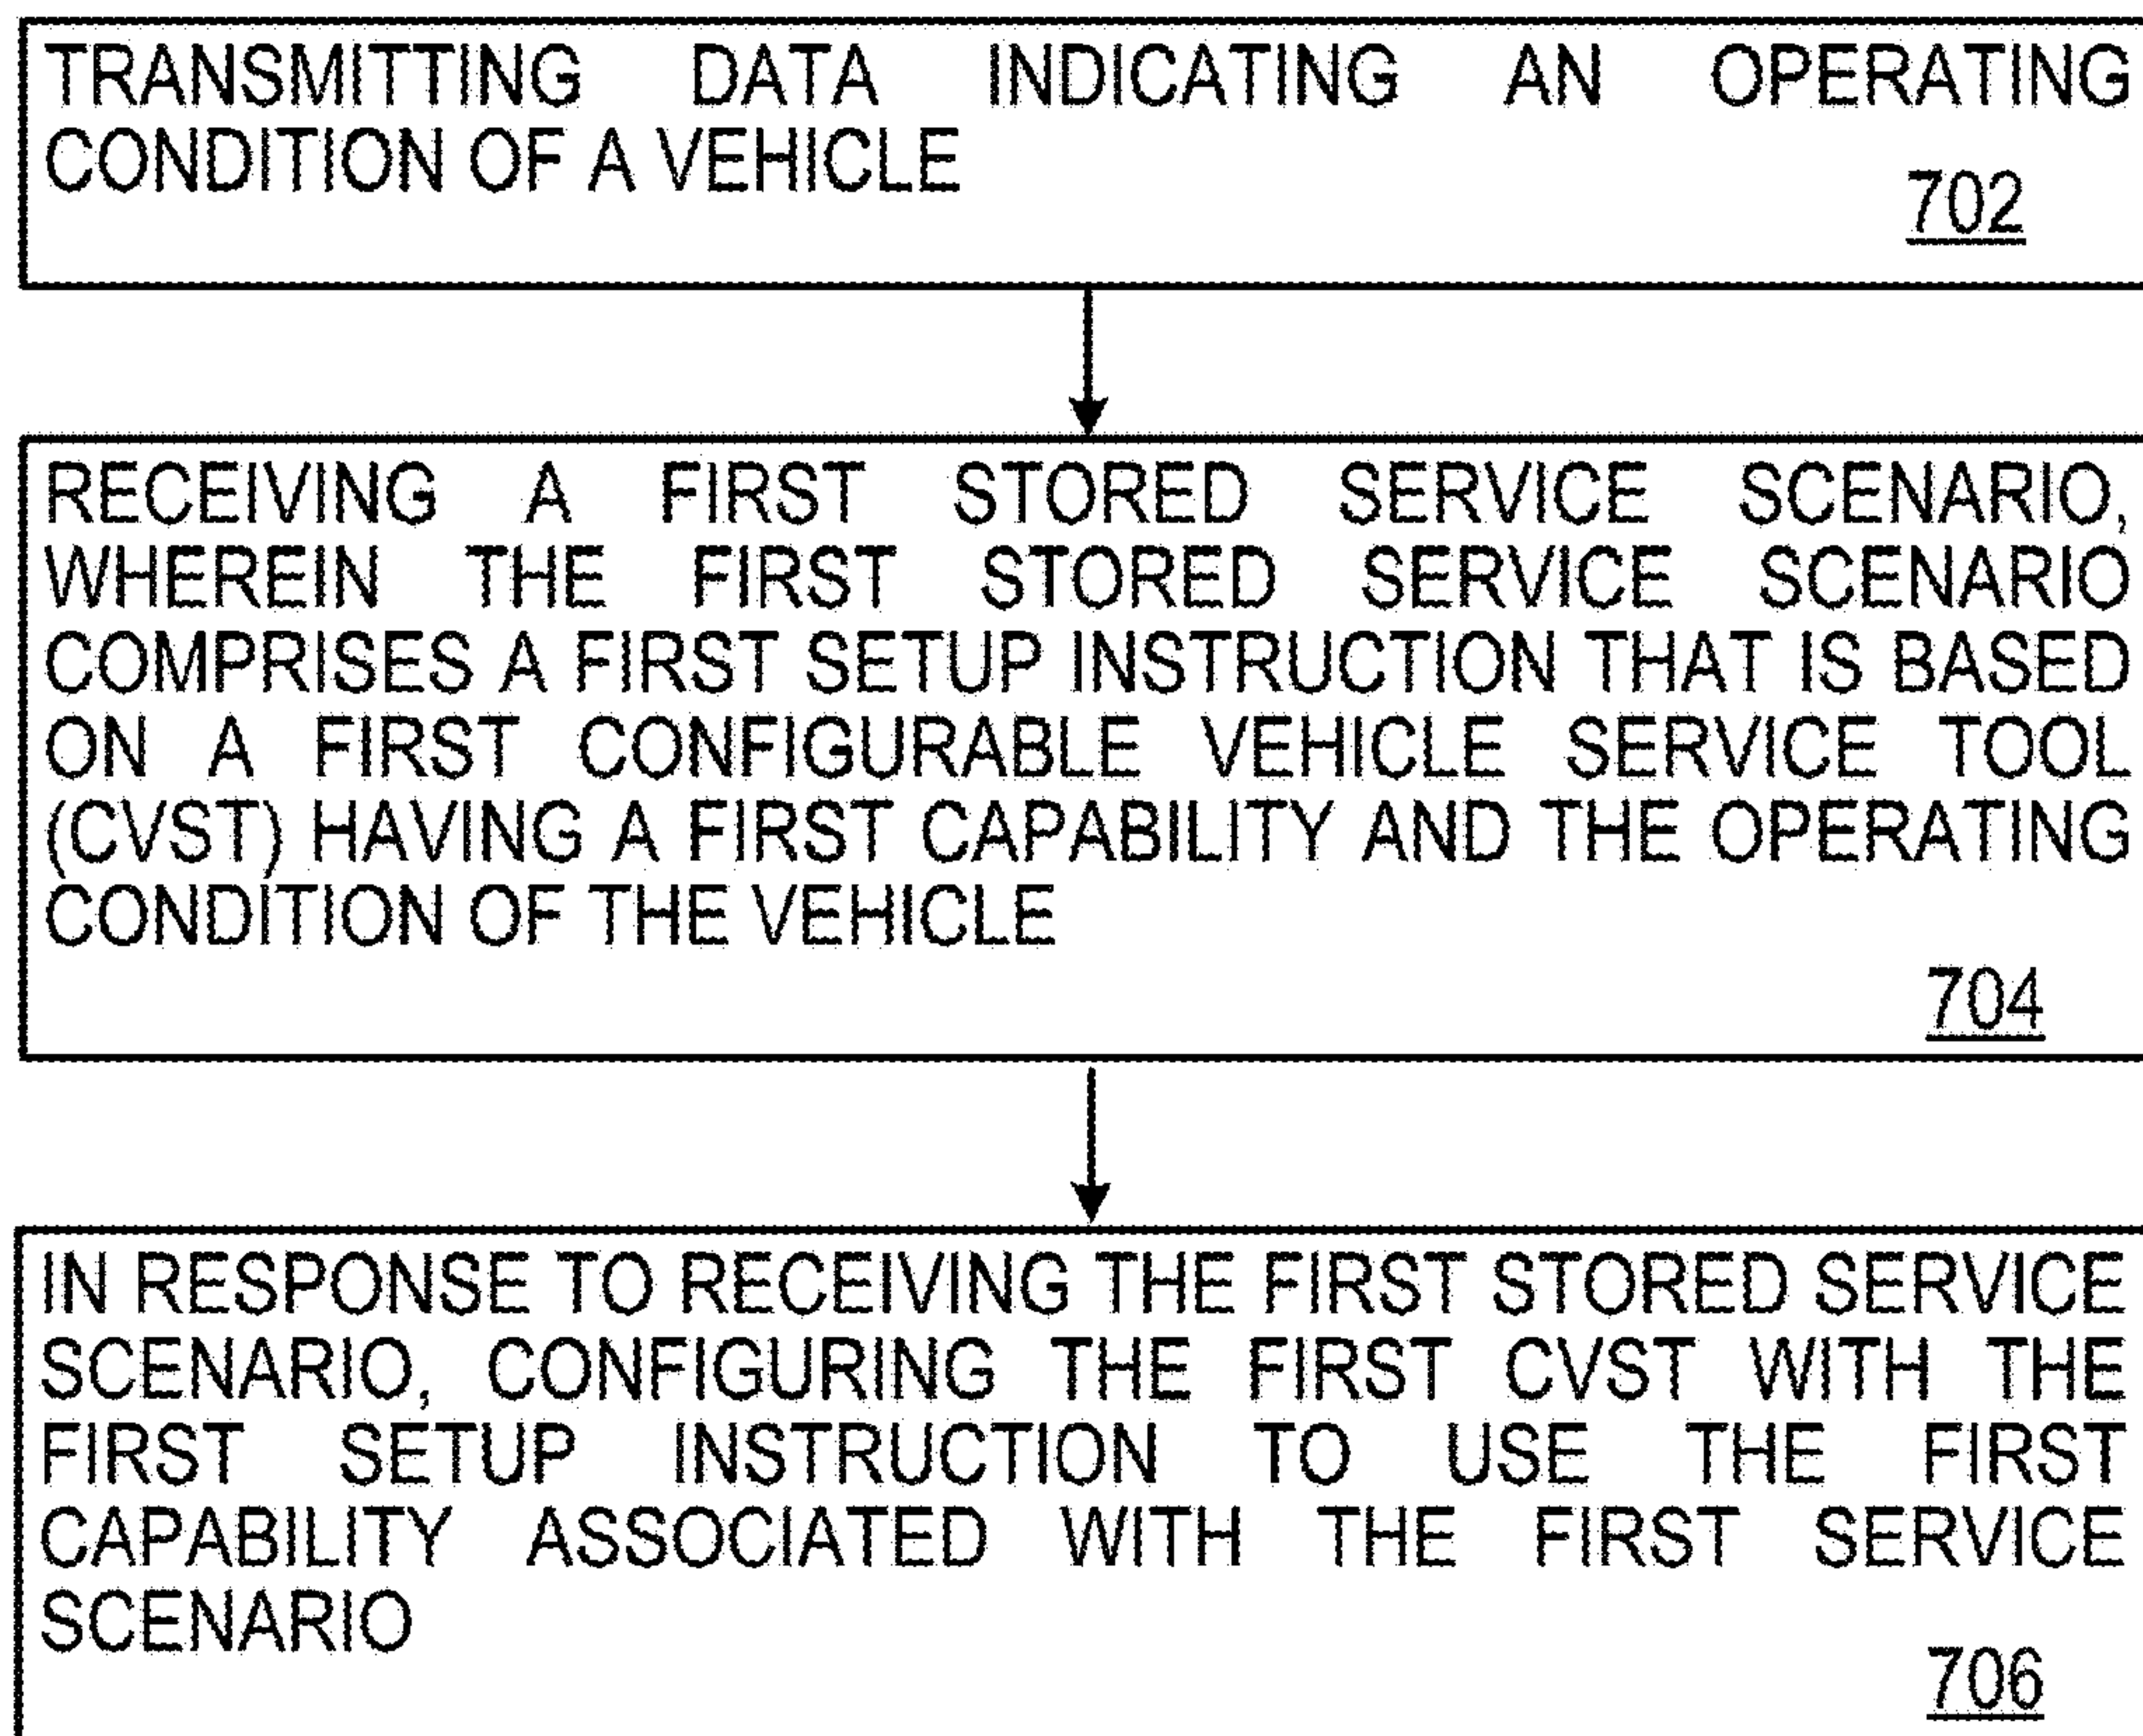 TRANSMITTING DATA INDICATING AN OPERATING
CONDITION OF A VEHICLE
702
RECEIVING A FIRST STORED SERVICE SCENARIO,
WHEREIN THE FIRST STORED SERVICE SCENARIO
COMPRISES A FIRST SETUP INSTRUCTION THAT IS BASED
ON A FIRST CONFIGURABLE VEHICLE SERVICE TOOL
(CVST) HAVING A FIRST CAPABILITY AND THE OPERATING
CONDITION OF THE VEHICLE
704
IN RESPONSE TO RECEIVING THE FIRST STORED SERVICE
SCENARIO, CONFIGURING THE FIRST CVST WITH THE
FIRST SETUP INSTRUCTION TO USE THE FIRST
CAPABILITY ASSOCIATED WITH THE FIRST SERVICE
SCENARIO
706